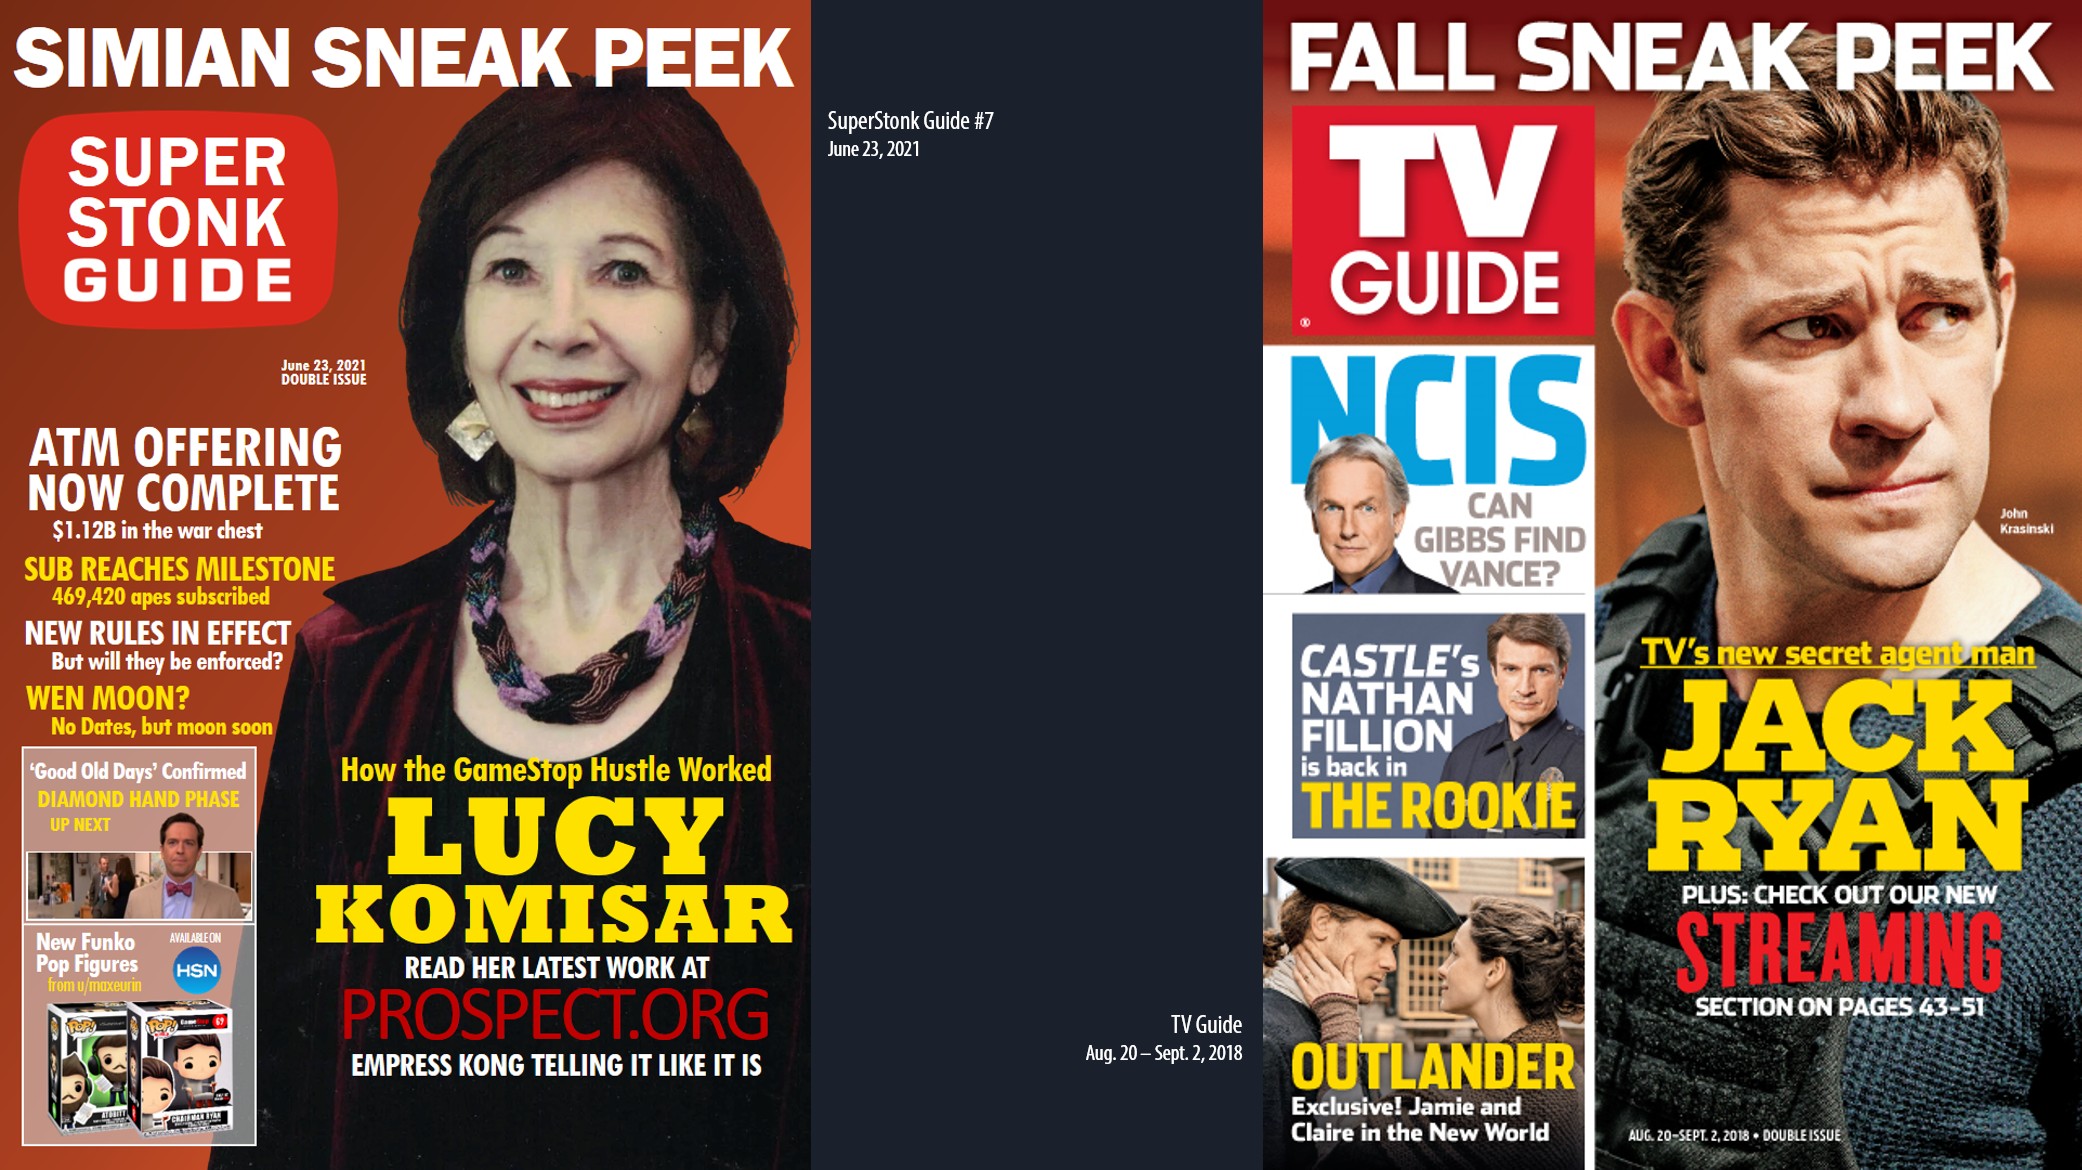 SIMIAN SNEAK PEEK
SUPER
STONK
GUIDE
June 23, 2021
DOUBLE ISSUE
ATM OFFERING
NOW COMPLETE
$1.12B in the war chest
SUB REACHES MILESTONE
469,420 apes subscribed
NEW RULES IN EFFECT
But will they be enforced?
WEN MOON?
No Dates, but moon soon
'Good Old Days' Confirmed
DIAMOND HAND PHASE
UP NEXT
New Funko
Pop Figures
from u/maxeurin
AVAILABLE ON
HSN
POP!
POP!
69
CHAIRMAN RYAN
How the GameStop Hustle Worked
LUCY
KOMISAR
READ HER LATEST WORK AT
PROSPECT.ORG
EMPRESS KONG TELLING IT LIKE IT IS
SuperStonk Guide #7
June 23, 2021
TV Guide
Aug. 20 – Sept. 2, 2018
FALL SNEAK PEEK
TV
GUIDE
®
NCIS
CAN
GIBBS FIND
VANCE?
CASTLE's
NATHAN
FILLION
is back in
THE ROOKIE
OUTLANDER
Exclusive! Jamie and
Claire in the New World
John
Krasinski
TV's new secret agent man
JACK
RYAN
PLUS: CHECK OUT OUR NEW
STREAMING
SECTION ON PAGES 43-51
AUG. 20–SEPT. 2, 2018 • DOUBLE ISSUE